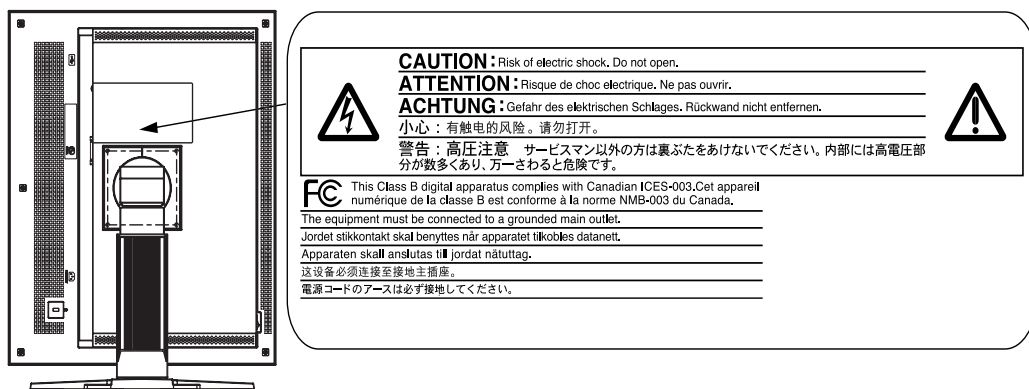 CAUTION : Risk of electric shock. Do not open.
ATTENTION : Risque de choc electrique. Ne pas ouvrir.
ACHTUNG : Gefahr des elektrischen Schlages. Rückwand nicht entfernen.
小心 : 有触电的风险。请勿打开。
警告 : 高圧注意 サービスマン以外の方は裏ぶたをあけないでください。内部には高電圧部
分が数多くあり、万一さわると危険です。
FC This Class B digital apparatus complies with Canadian ICES-003.Cet appareil
numérique de la classe B est conforme à la norme NMB-003 du Canada.
The equipment must be connected to a grounded main outlet.
Jordet stikkontakt skal benyttes når apparatet tilkobles datanett.
Apparaten skall anslutas till jordat nätuttag.
这设备必须连接至接地主插座。
電源コードのアースは必ず接地してください。